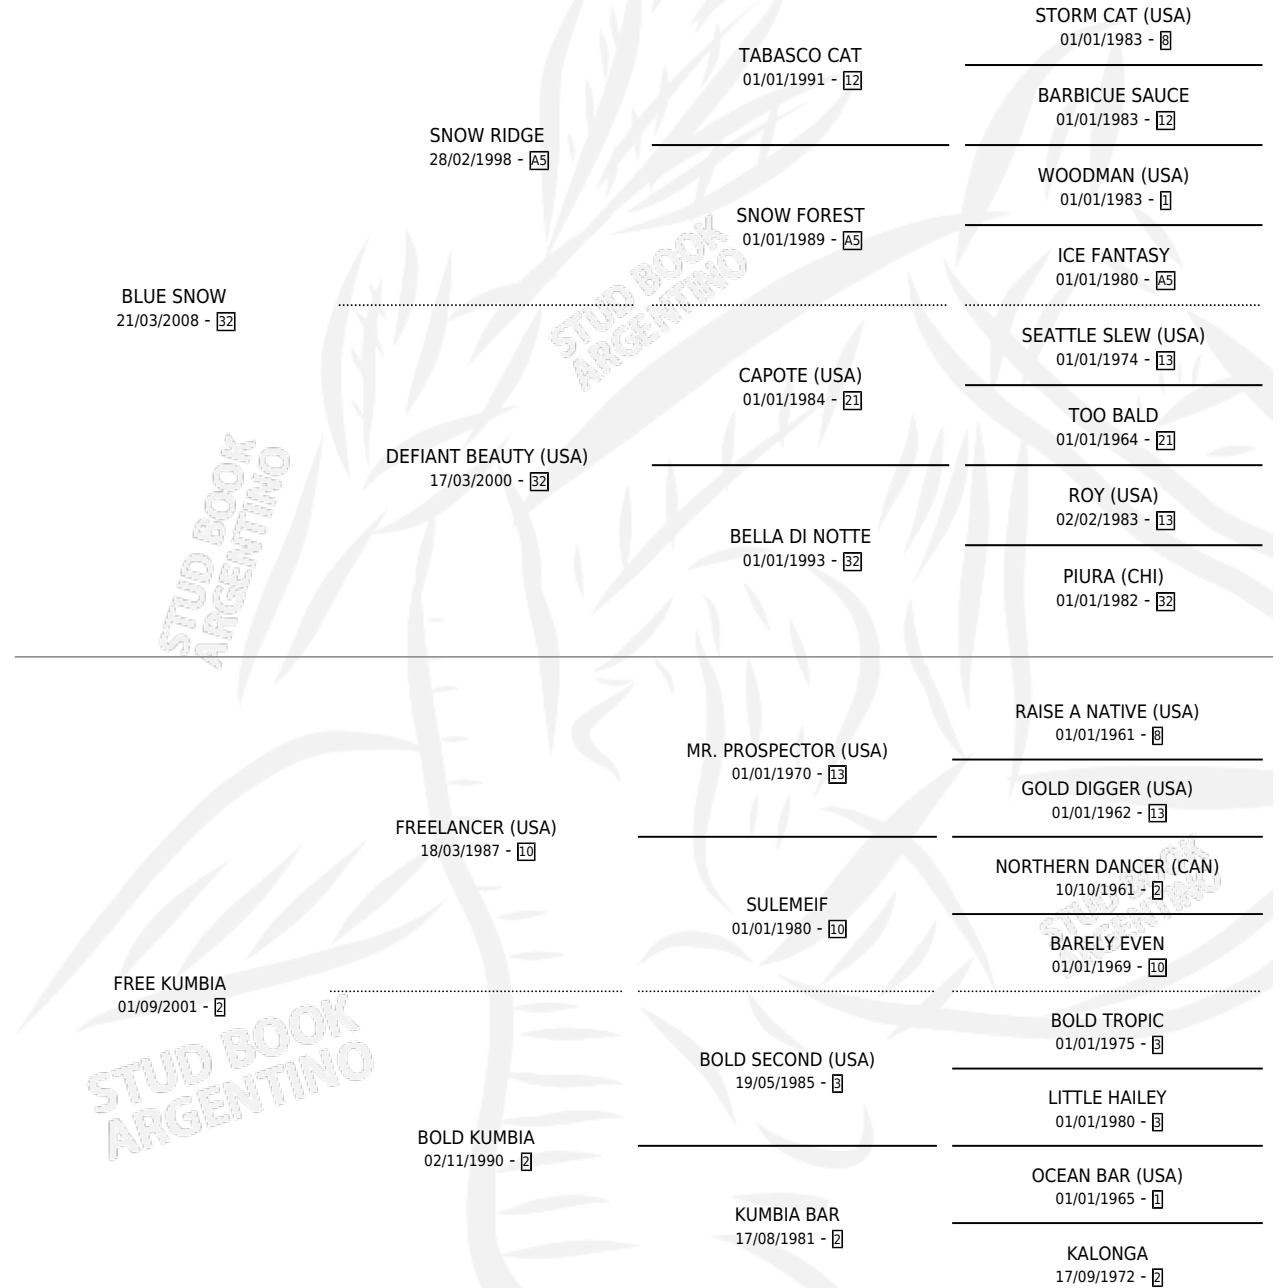 STORM CAT (USA)
01/01/1983 - 8
TABASCO CAT
01/01/1991 - 12
BARBICUE SAUCE
01/01/1983 - 12
SNOW RIDGE
28/02/1998 - A5
WOODMAN (USA)
01/01/1983 - 1
SNOW FOREST
01/01/1989 - A5
ICE FANTASY
01/01/1980 - A5
BLUE SNOW
21/03/2008 - 32
SEATTLE SLEW (USA)
01/01/1974 - 13
CAPOTE (USA)
01/01/1984 - 21
TOO BALD
01/01/1964 - 21
DEFIANT BEAUTY (USA)
17/03/2000 - 32
ROY (USA)
02/02/1983 - 13
BELLA DI NOTTE
01/01/1993 - 32
PIURA (CHI)
01/01/1982 - 32
RAISE A NATIVE (USA)
01/01/1961 - 8
MR. PROSPECTOR (USA)
01/01/1970 - 13
GOLD DIGGER (USA)
01/01/1962 - 13
FREELANCER (USA)
18/03/1987 - 10
NORTHERN DANCER (CAN)
10/10/1961 - 2
SULEMEIF
01/01/1980 - 10
BARELY EVEN
01/01/1969 - 10
FREE KUMBIA
01/09/2001 - 2
BOLD TROPIC
01/01/1975 - 3
BOLD SECOND (USA)
19/05/1985 - 3
LITTLE HAILEY
01/01/1980 - 3
BOLD KUMBIA
02/11/1990 - 2
OCEAN BAR (USA)
01/01/1965 - 1
KUMBIA BAR
17/08/1981 - 2
KALONGA
17/09/1972 - 2
STUD BOOK
ARGENTINO
STUD BOOK
ARGENTINO
STUD BOOK
ARGENTINO
STUD BOOK
ARGENTINO